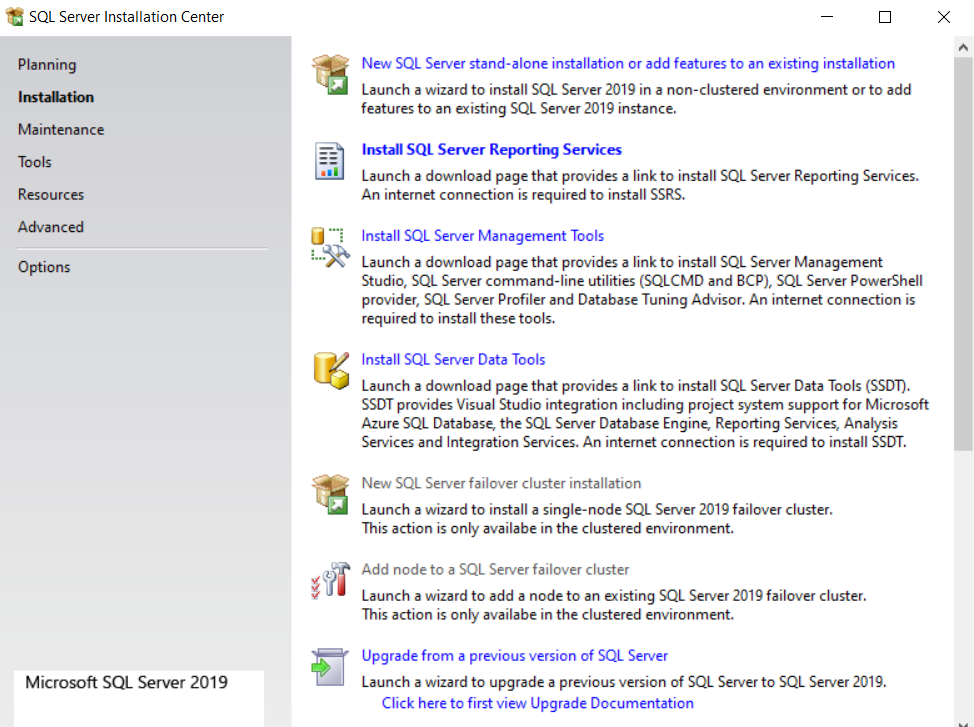 SQL Server Installation Center
Planning
Installation
Maintenance
Tools
Resources
Advanced
Options
Microsoft SQL Server 2019
New SQL Server stand-alone installation or add features to an existing installation
Launch a wizard to install SQL Server 2019 in a non-clustered environment or to add
features to an existing SQL Server 2019 instance.
Install SQL Server Reporting Services
Launch a download page that provides a link to install SQL Server Reporting Services.
An internet connection is required to install SSRS.
Install SQL Server Management Tools
Launch a download page that provides a link to install SQL Server Management
Studio, SQL Server command-line utilities (SQLCMD and BCP), SQL Server PowerShell
provider, SQL Server Profiler and Database Tuning Advisor. An internet connection is
required to install these tools.
Install SQL Server Data Tools
Launch a download page that provides a link to install SQL Server Data Tools (SSDT).
SSDT provides Visual Studio integration including project system support for Microsoft
Azure SQL Database, the SQL Server Database Engine, Reporting Services, Analysis
Services and Integration Services. An internet connection is required to install SSDT.
New SQL Server failover cluster installation
Launch a wizard to install a single-node SQL Server 2019 failover cluster.
This action is only availabe in the clustered environment.
Add node to a SQL Server failover cluster
Launch a wizard to add a node to an existing SQL Server 2019 failover cluster.
This action is only availabe in the clustered environment.
Upgrade from a previous version of SQL Server
Launch a wizard to upgrade a previous version of SQL Server to SQL Server 2019.
Click here to first view Upgrade Documentation